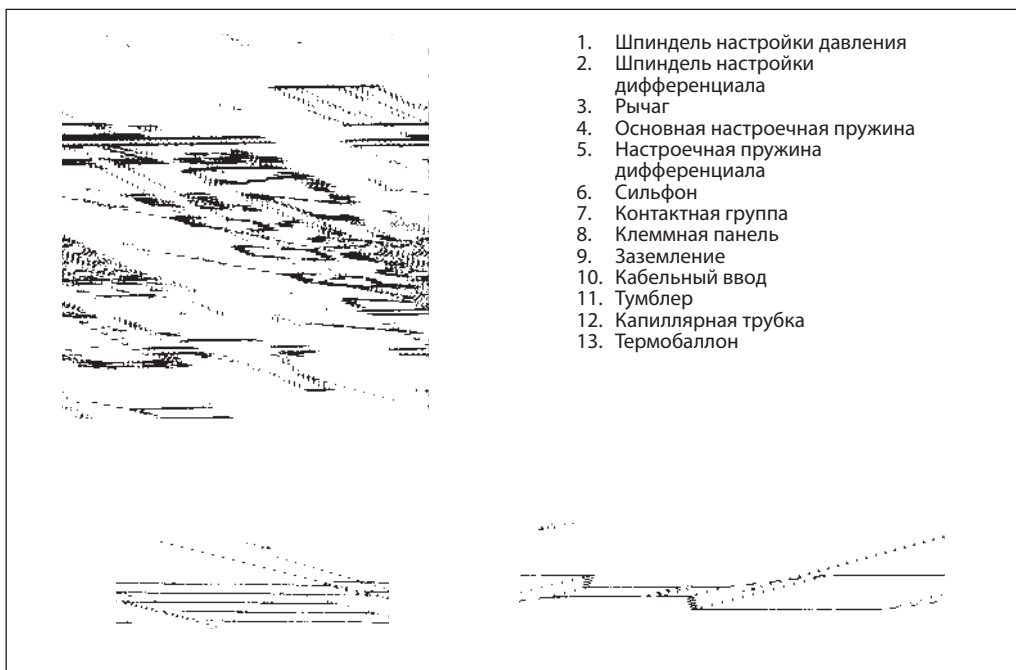 1. Шпиндель настройки давления
2. Шпиндель настройки
дифференциала
3. Рычаг
4. Основная настроечная пружина
5. Настроечная пружина
дифференциала
6. Сильфон
7. Контактная группа
8. Клеммная панель
9. Заземление
10. Кабельный ввод
11. Тумблер
12. Капиллярная трубка
13. Термобаллон